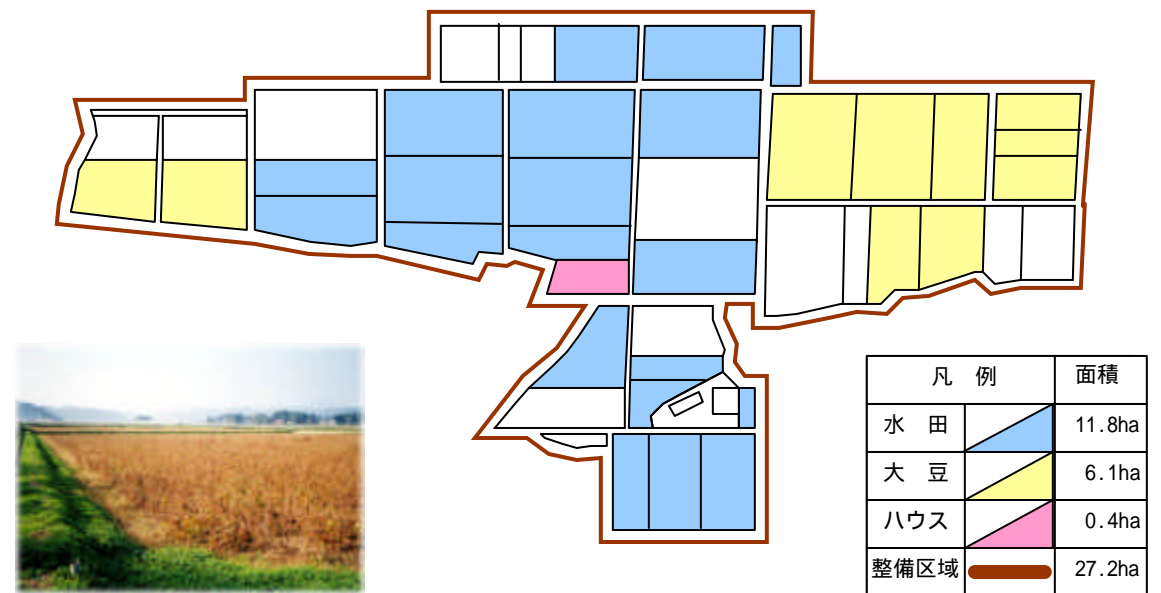 凡　例　面積
水　田　11.8ha
大　豆　6.1ha
ハウス　0.4ha
整備区域　27.2ha